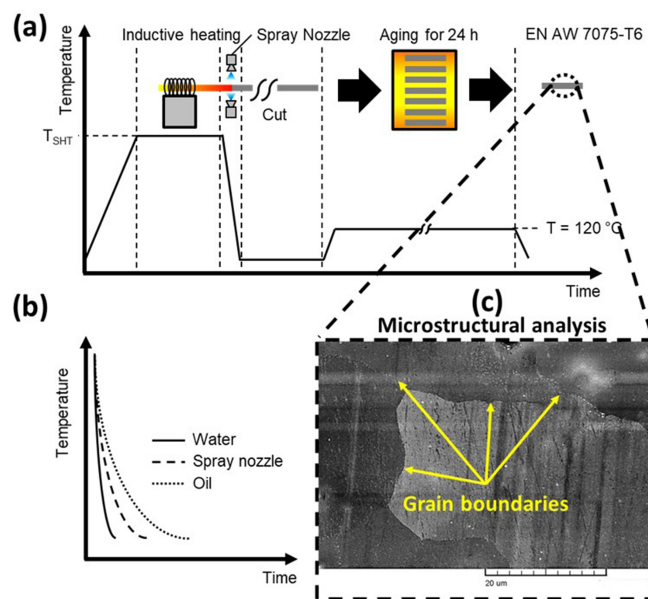 (a)
Temperature
Inductive heating
Spray Nozzle
Aging for 24 h
EN AW 7075-T6
Cut
TSHT
T = 120 °C
Time
(b)
Temperature
Water
Spray nozzle
Oil
Time
(c)
Microstructural analysis
Grain boundaries
20 um